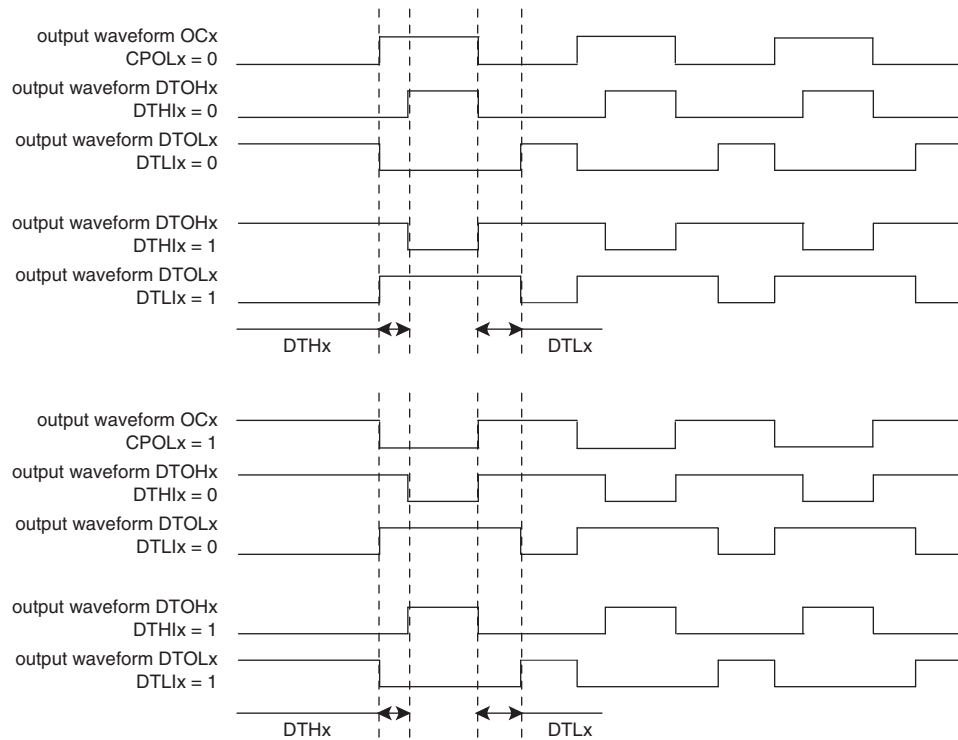 output waveform OCx
CPOLx = 0
output waveform DTOHx
DTHIx = 0
output waveform DTOLx
DTLIx = 0
output waveform DTOHx
DTHIx = 1
output waveform DTOLx
DTLIx = 1
DTHx
DTLx
output waveform OCx
CPOLx = 1
output waveform DTOHx
DTHIx = 0
output waveform DTOLx
DTLIx = 0
output waveform DTOHx
DTHIx = 1
output waveform DTOLx
DTLIx = 1
DTHx
DTLx